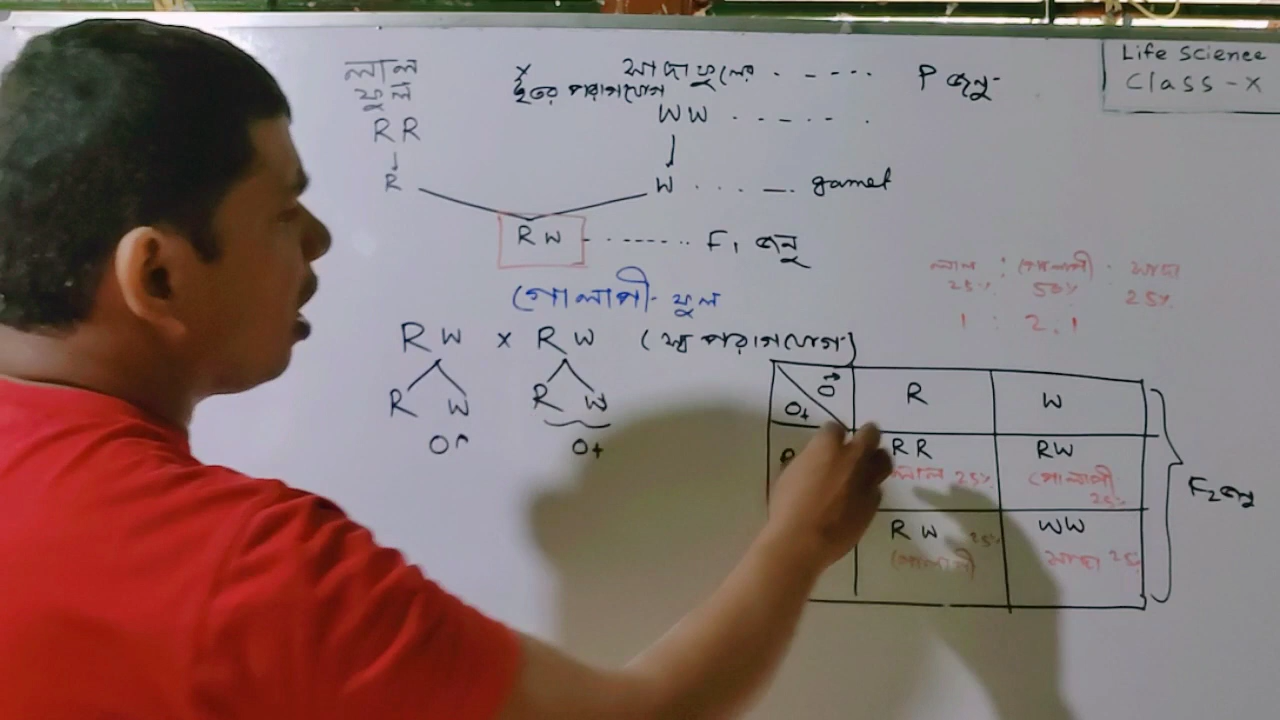 Life Science
Class-X
লাল ফুল × সাদা ফুলের P জনু
ইতর পরাগযোগ
RR WW
R W gamet
RW F₁ জনু
গোলাপী ফুল
লাল : গোলাপী : সাদা
25% 50% 25%
1 : 2 . 1
RW × RW (স্ব পরাগযোগ)
R W R W
♂ ♀
♂ R W
♀
RR RW
লাল 25% গোলাপী 25%
F₂ জনু
RW 25% WW
গোলাপী সাদা 25%